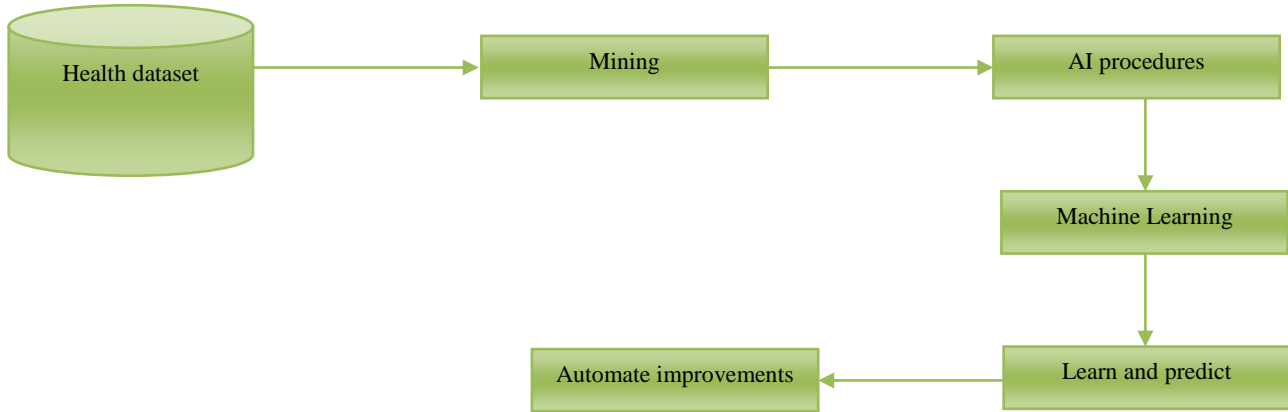 Health dataset
Mining
AI procedures
Machine Learning
Learn and predict
Automate improvements